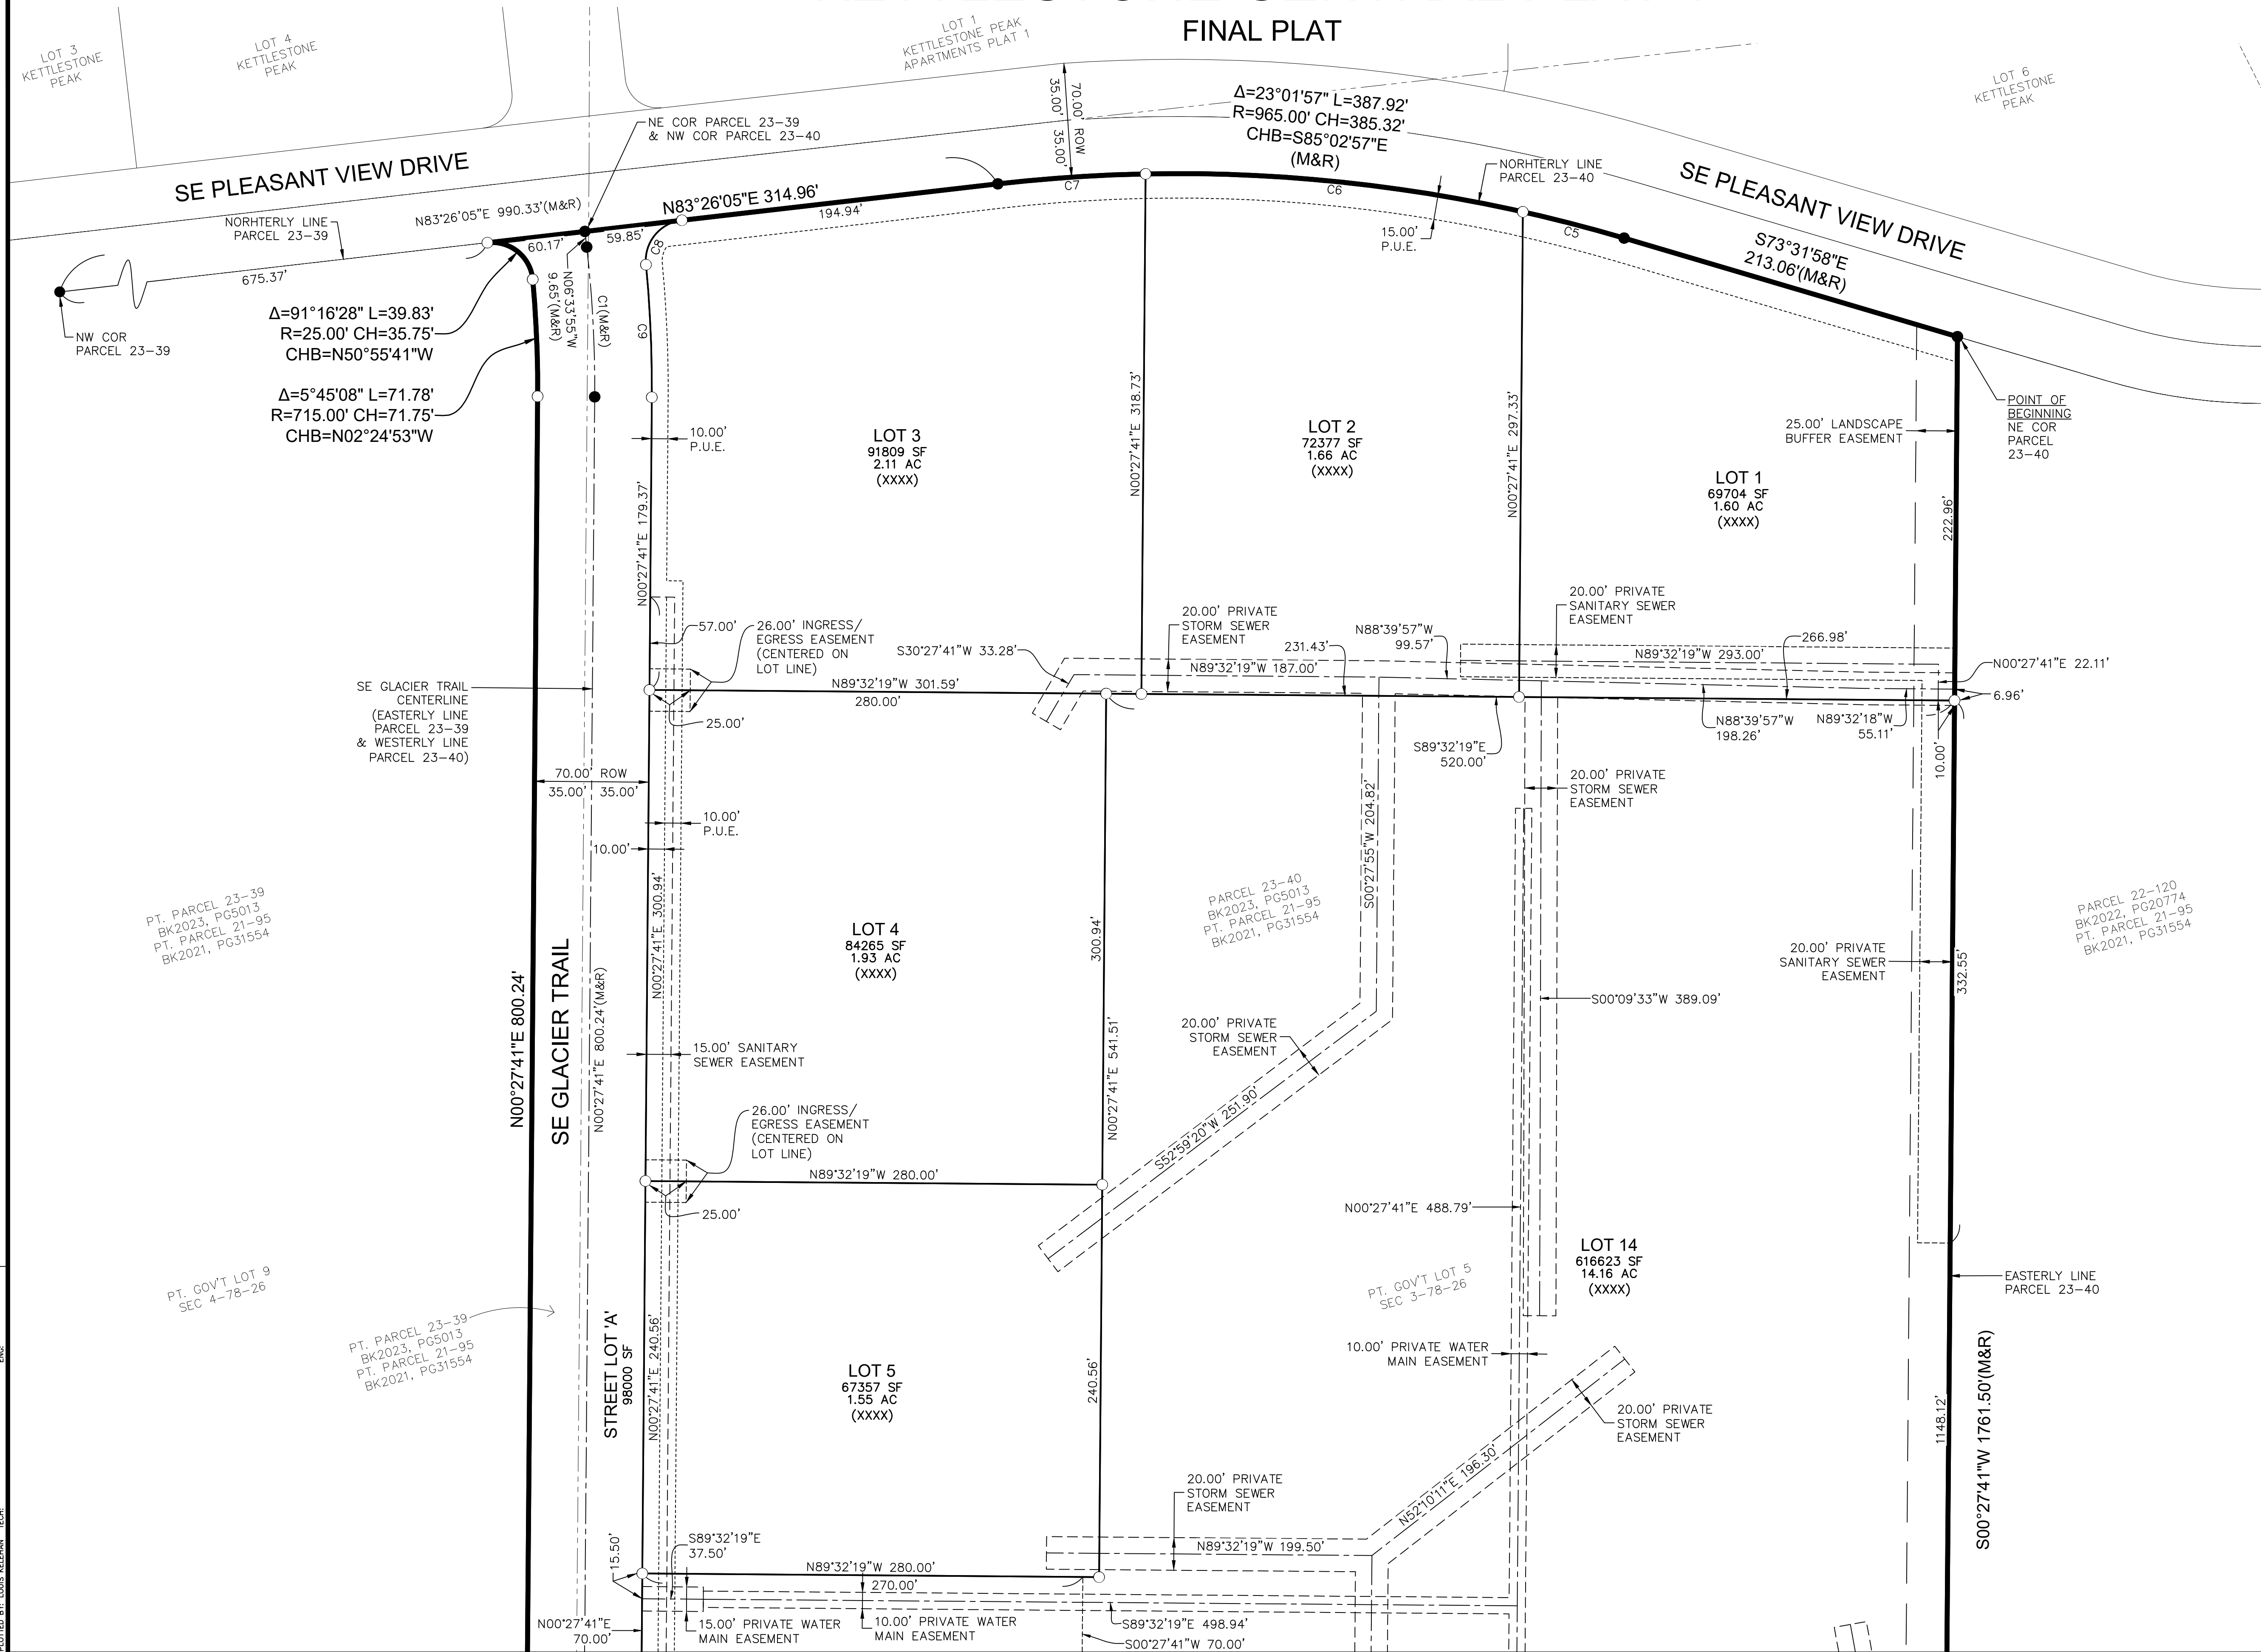 FINAL PLAT
LOT 3
KETTLESTONE
PEAK
LOT 4
KETTLESTONE
PEAK
LOT 1
KETTLESTONE PEAK
APARTMENTS PLAT 1
LOT 6
KETTLESTONE
PEAK
70.00' ROW
35.00' 35.00'
Δ=23°01'57" L=387.92'
R=965.00' CH=385.32'
CHB=S85°02'57"E
(M&R)
NE COR PARCEL 23-39
& NW COR PARCEL 23-40
SE PLEASANT VIEW DRIVE
NORHTERLY LINE
PARCEL 23-40
SE PLEASANT VIEW DRIVE
N83°26'05"E 990.33'(M&R)
N83°26'05"E 314.96'
194.94'
C7
C6
C5
NORHTERLY LINE
PARCEL 23-39
60.17'
59.85'
C8
15.00'
P.U.E.
S73°31'58"E
213.06'(M&R)
675.37'
NW COR
PARCEL 23-39
N06°33'55"W
9.65'(M&R)
C1(M&R)
C9
Δ=91°16'28" L=39.83'
R=25.00' CH=35.75'
CHB=N50°55'41"W
Δ=5°45'08" L=71.78'
R=715.00' CH=71.75'
CHB=N02°24'53"W
POINT OF
BEGINNING
NE COR
PARCEL
23-40
10.00'
P.U.E.
LOT 3
91809 SF
2.11 AC
(XXXX)
N00°27'41"E 318.73'
LOT 2
72377 SF
1.66 AC
(XXXX)
N00°27'41"E 297.33'
25.00' LANDSCAPE
BUFFER EASEMENT
LOT 1
69704 SF
1.60 AC
(XXXX)
222.96'
N00°27'41"E 179.37'
57.00'
26.00' INGRESS/
EGRESS EASEMENT
(CENTERED ON
LOT LINE)
S30°27'41"W 33.28'
20.00' PRIVATE
STORM SEWER
EASEMENT
231.43'
N88°39'57"W
99.57'
20.00' PRIVATE
SANITARY SEWER
EASEMENT
266.98'
N89°32'19"W 187.00'
N89°32'19"W 293.00'
N00°27'41"E 22.11'
6.96'
N89°32'19"W 301.59'
280.00'
25.00'
SE GLACIER TRAIL
CENTERLINE
(EASTERLY LINE
PARCEL 23-39
& WESTERLY LINE
PARCEL 23-40)
S89°32'19"E
520.00'
N88°39'57"W
198.26'
N89°32'18"W
55.11'
10.00'
70.00' ROW
35.00' 35.00'
20.00' PRIVATE
STORM SEWER
EASEMENT
10.00'
P.U.E.
10.00'
S00°27'55"W 204.82'
PT. PARCEL 23-39
BK2023, PG5013
PT. PARCEL 21-95
BK2021, PG31554
N00°27'41"E 300.94'
LOT 4
84265 SF
1.93 AC
(XXXX)
300.94'
PARCEL 23-40
BK2023, PG5013
PT. PARCEL 21-95
BK2021, PG31554
PARCEL 22-120
BK2022, PG20774
PT. PARCEL 21-95
BK2021, PG31554
20.00' PRIVATE
SANITARY SEWER
EASEMENT
332.55'
S00°09'33"W 389.09'
N00°27'41"E 800.24'
SE GLACIER TRAIL
N00°27'41"E 800.24'(M&R)
15.00' SANITARY
SEWER EASEMENT
20.00' PRIVATE
STORM SEWER
EASEMENT
N00°27'41"E 541.51'
S52°59'20"W 251.90'
26.00' INGRESS/
EGRESS EASEMENT
(CENTERED ON
LOT LINE)
N89°32'19"W 280.00'
25.00'
N00°27'41"E 488.79'
LOT 14
616623 SF
14.16 AC
(XXXX)
PT. GOV'T LOT 9
SEC 4-78-26
PT. GOV'T LOT 5
SEC 3-78-26
EASTERLY LINE
PARCEL 23-40
PT. PARCEL 23-39
BK2023, PG5013
PT. PARCEL 21-95
BK2021, PG31554
STREET LOT 'A'
98000 SF
N00°27'41"E 240.56'
LOT 5
67357 SF
1.55 AC
(XXXX)
240.56'
10.00' PRIVATE WATER
MAIN EASEMENT
20.00' PRIVATE
STORM SEWER
EASEMENT
1148.12'
S00°27'41"W 1761.50'(M&R)
N52°10'11"E 196.30'
20.00' PRIVATE
STORM SEWER
EASEMENT
N89°32'19"W 199.50'
15.50'
S89°32'19"E
37.50'
N89°32'19"W 280.00'
270.00'
N00°27'41"E
70.00'
15.00' PRIVATE WATER
MAIN EASEMENT
10.00' PRIVATE WATER
MAIN EASEMENT
S89°32'19"E 498.94'
S00°27'41"W 70.00'